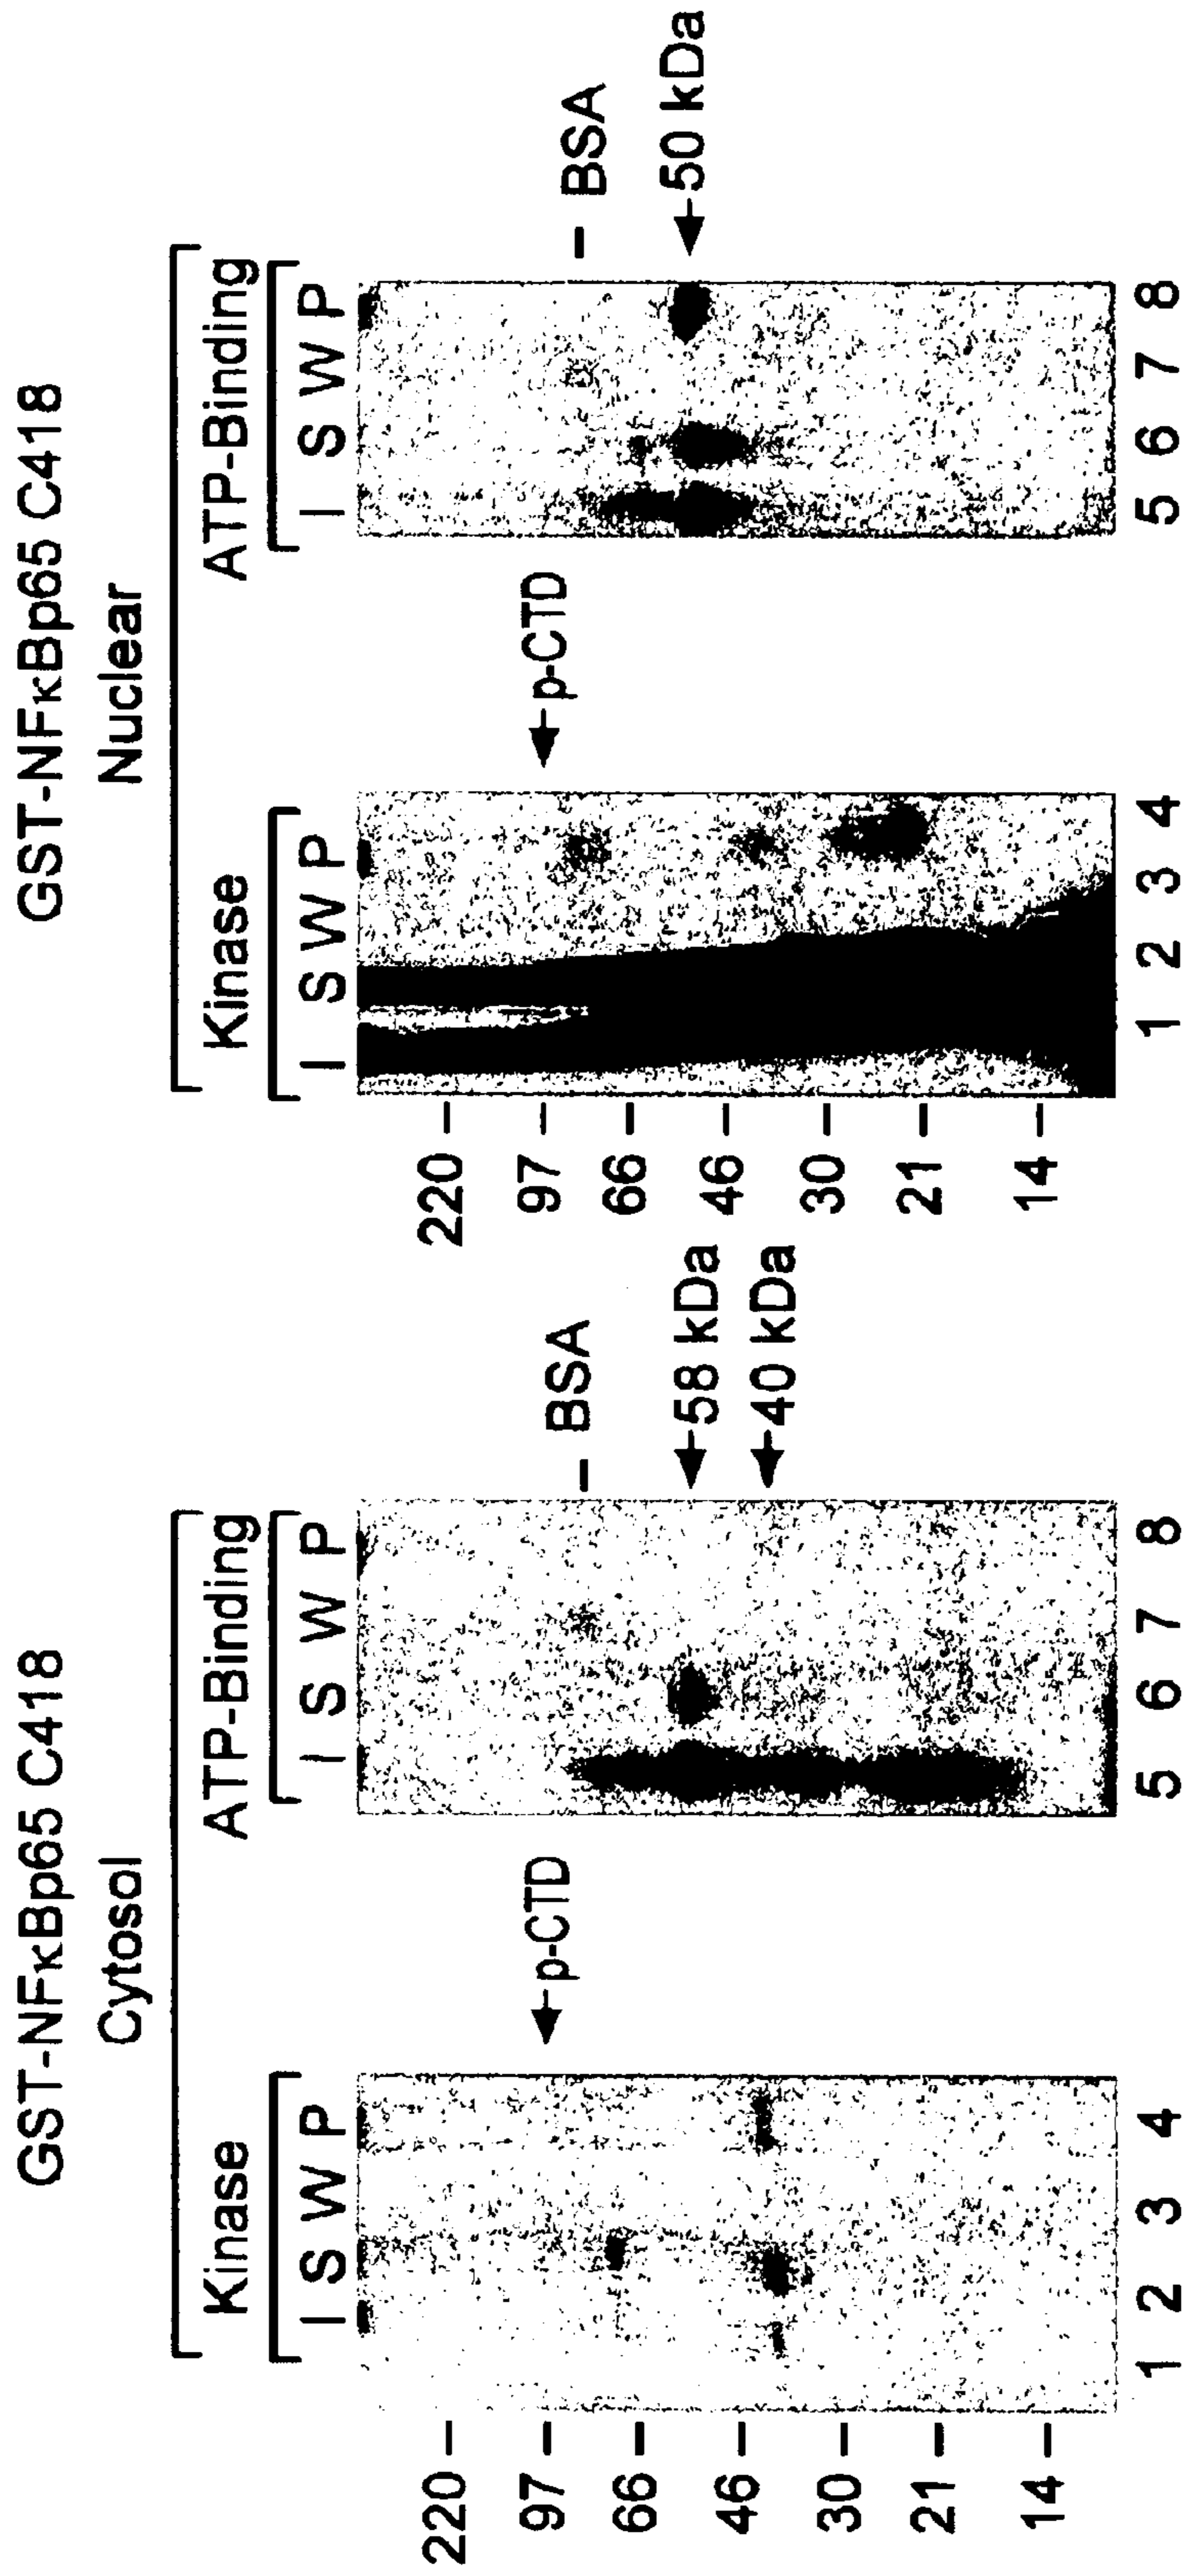 GST-NFκBp65 C418
Cytosol
Kinase
ATP-Binding
I S W P
I S W P
220
97
66
46
30
21
14
p-CTD
BSA
58 kDa
40 kDa
1 2 3 4
5 6 7 8
GST-NFκBp65 C418
Nuclear
Kinase
ATP-Binding
I S W P
I S W P
220
97
66
46
30
21
14
p-CTD
BSA
50 kDa
1 2 3 4
5 6 7 8